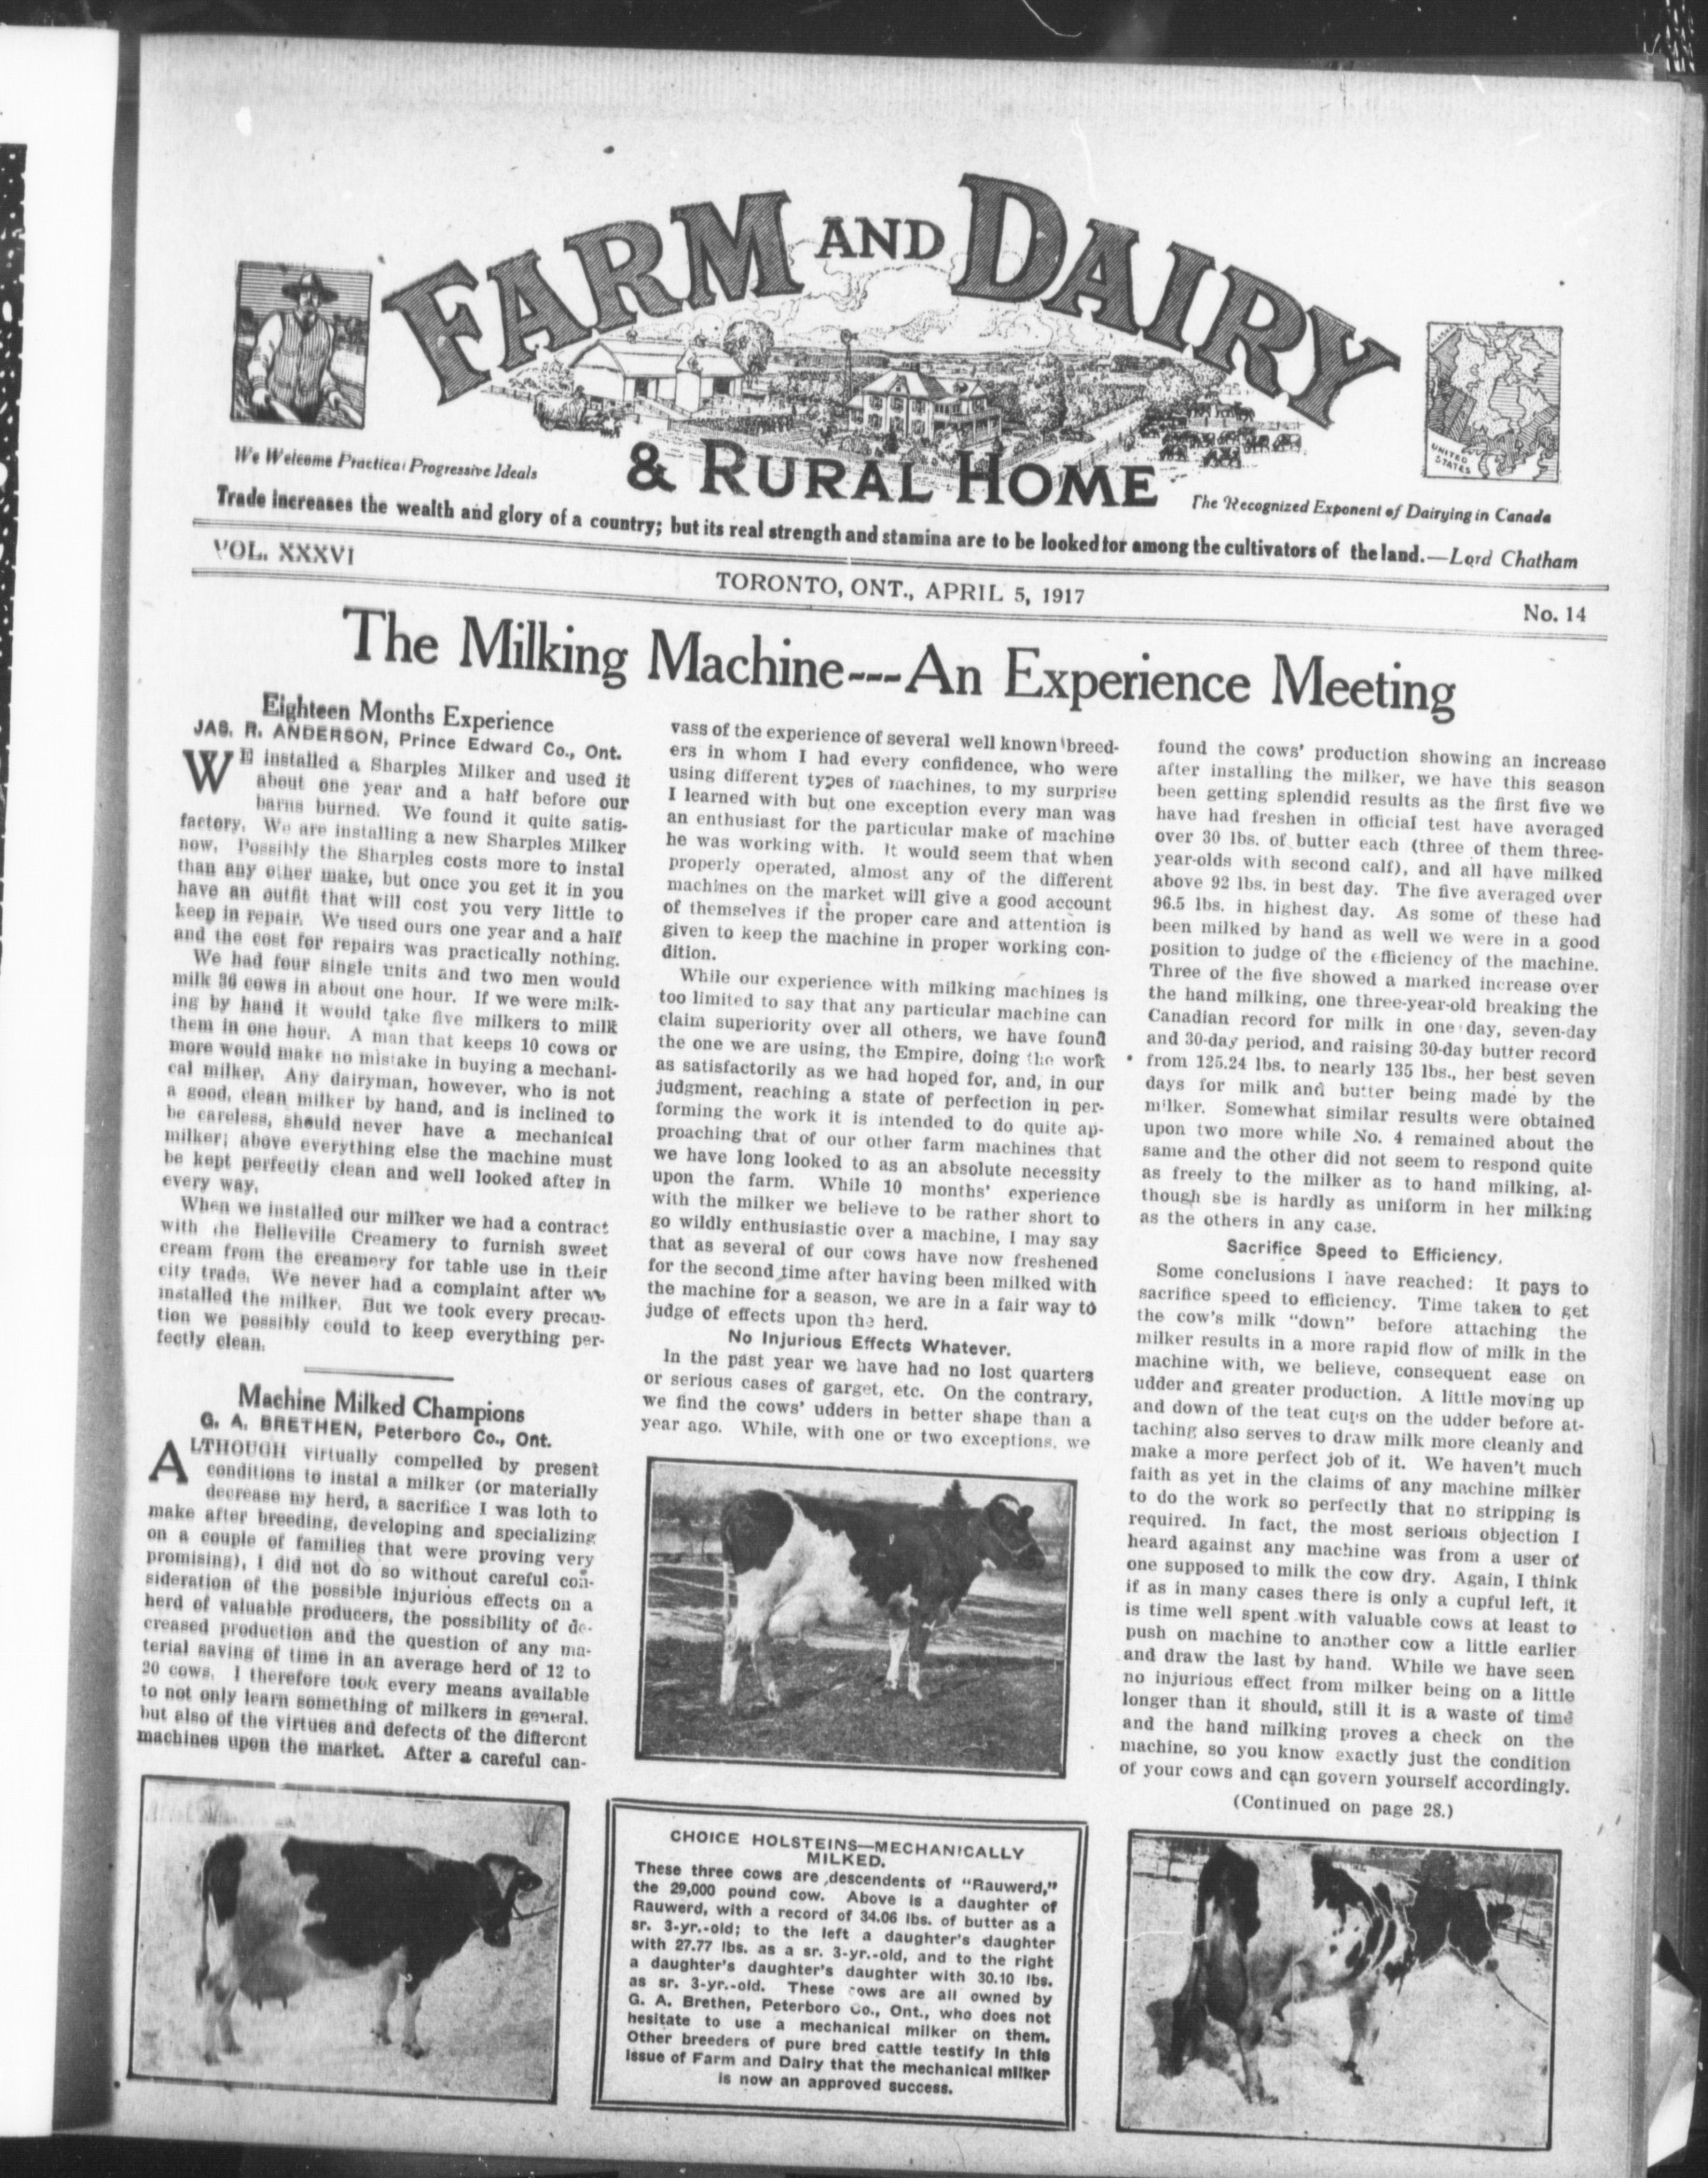 FARM AND DAIRY
& RURAL HOME
We Welcome Practical Progressive Ideals
The Recognized Exponent of Dairying in Canada
UNITED
STATES
Trade increases the wealth and glory of a country; but its real strength and stamina are to be looked for among the cultivators of the land.—Lord Chatham
VOL. XXXVI
TORONTO, ONT., APRIL 5, 1917
No. 14
The Milking Machine---An Experience Meeting
Eighteen Months Experience
JAS. R. ANDERSON, Prince Edward Co., Ont.
WE installed a Sharples Milker and used it
about one year and a half before our
barns burned. We found it quite satis-
factory. We are installing a new Sharples Milker
now. Possibly the Sharples costs more to instal
than any other make, but once you get it in you
have an outfit that will cost you very little to
keep in repair. We used ours one year and a half
and the cost for repairs was practically nothing.
We had four single units and two men would
milk 36 cows in about one hour. If we were milk-
ing by hand it would take five milkers to milk
them in one hour. A man that keeps 10 cows or
more would make no mistake in buying a mechani-
cal milker. Any dairyman, however, who is not
a good, clean milker by hand, and is inclined to
be careless, should never have a mechanical
milker; above everything else the machine must
be kept perfectly clean and well looked after in
every way.
When we installed our milker we had a contract
with the Belleville Creamery to furnish sweet
cream from the creamery for table use in their
city trade. We never had a complaint after we
installed the milker. But we took every precau-
tion we possibly could to keep everything per-
fectly clean.
Machine Milked Champions
G. A. BRETHEN, Peterboro Co., Ont.
ALTHOUGH virtually compelled by present
conditions to instal a milker (or materially
decrease my herd, a sacrifice I was loth to
make after breeding, developing and specializing
on a couple of families that were proving very
promising), I did not do so without careful con-
sideration of the possible injurious effects on a
herd of valuable producers, the possibility of de-
creased production and the question of any ma-
terial saving of time in an average herd of 12 to
20 cows. I therefore took every means available
to not only learn something of milkers in general,
but also of the virtues and defects of the different
machines upon the market. After a careful can-
vass of the experience of several well known breed-
ers in whom I had every confidence, who were
using different types of machines, to my surprise
I learned with but one exception every man was
an enthusiast for the particular make of machine
he was working with. It would seem that when
properly operated, almost any of the different
machines on the market will give a good account
of themselves if the proper care and attention is
given to keep the machine in proper working con-
dition.
While our experience with milking machines is
too limited to say that any particular machine can
claim superiority over all others, we have found
the one we are using, the Empire, doing the work
as satisfactorily as we had hoped for, and, in our
judgment, reaching a state of perfection in per-
forming the work it is intended to do quite ap-
proaching that of our other farm machines that
we have long looked to as an absolute necessity
upon the farm. While 10 months' experience
with the milker we believe to be rather short to
go wildly enthusiastic over a machine, I may say
that as several of our cows have now freshened
for the second time after having been milked with
the machine for a season, we are in a fair way to
judge of effects upon the herd.
No Injurious Effects Whatever.
In the past year we have had no lost quarters
or serious cases of garget, etc. On the contrary,
we find the cows' udders in better shape than a
year ago. While, with one or two exceptions, we
found the cows' production showing an increase
after installing the milker, we have this season
been getting splendid results as the first five we
have had freshen in official test have averaged
over 30 lbs. of butter each (three of them three-
year-olds with second calf), and all have milked
above 92 lbs. in best day. The five averaged over
96.5 lbs. in highest day. As some of these had
been milked by hand as well we were in a good
position to judge of the efficiency of the machine.
Three of the five showed a marked increase over
the hand milking, one three-year-old breaking the
Canadian record for milk in one day, seven-day
and 30-day period, and raising 30-day butter record
from 125.24 lbs. to nearly 135 lbs., her best seven
days for milk and butter being made by the
milker. Somewhat similar results were obtained
upon two more while No. 4 remained about the
same and the other did not seem to respond quite
as freely to the milker as to hand milking, al-
though she is hardly as uniform in her milking
as the others in any case.
Sacrifice Speed to Efficiency.
Some conclusions I have reached: It pays to
sacrifice speed to efficiency. Time taken to get
the cow's milk "down" before attaching the
milker results in a more rapid flow of milk in the
machine with, we believe, consequent ease on
udder and greater production. A little moving up
and down of the teat cups on the udder before at-
taching also serves to draw milk more cleanly and
make a more perfect job of it. We haven't much
faith as yet in the claims of any machine milker
to do the work so perfectly that no stripping is
required. In fact, the most serious objection I
heard against any machine was from a user of
one supposed to milk the cow dry. Again, I think
if as in many cases there is only a cupful left, it
is time well spent with valuable cows at least to
push on machine to another cow a little earlier
and draw the last by hand. While we have seen
no injurious effect from milker being on a little
longer than it should, still it is a waste of time
and the hand milking proves a check on the
machine, so you know exactly just the condition
of your cows and can govern yourself accordingly.
(Continued on page 28.)
CHOICE HOLSTEINS—MECHANICALLY
MILKED.
These three cows are descendents of "Rauwerd,"
the 29,000 pound cow. Above is a daughter of
Rauwerd, with a record of 34.06 lbs. of butter as a
sr. 3-yr.-old; to the left a daughter's daughter
with 27.77 lbs. as a sr. 3-yr.-old, and to the right
a daughter's daughter's daughter with 30.10 lbs.
as sr. 3-yr.-old. These cows are all owned by
G. A. Brethen, Peterboro Co., Ont., who does not
hesitate to use a mechanical milker on them.
Other breeders of pure bred cattle testify in this
issue of Farm and Dairy that the mechanical milker
is now an approved success.